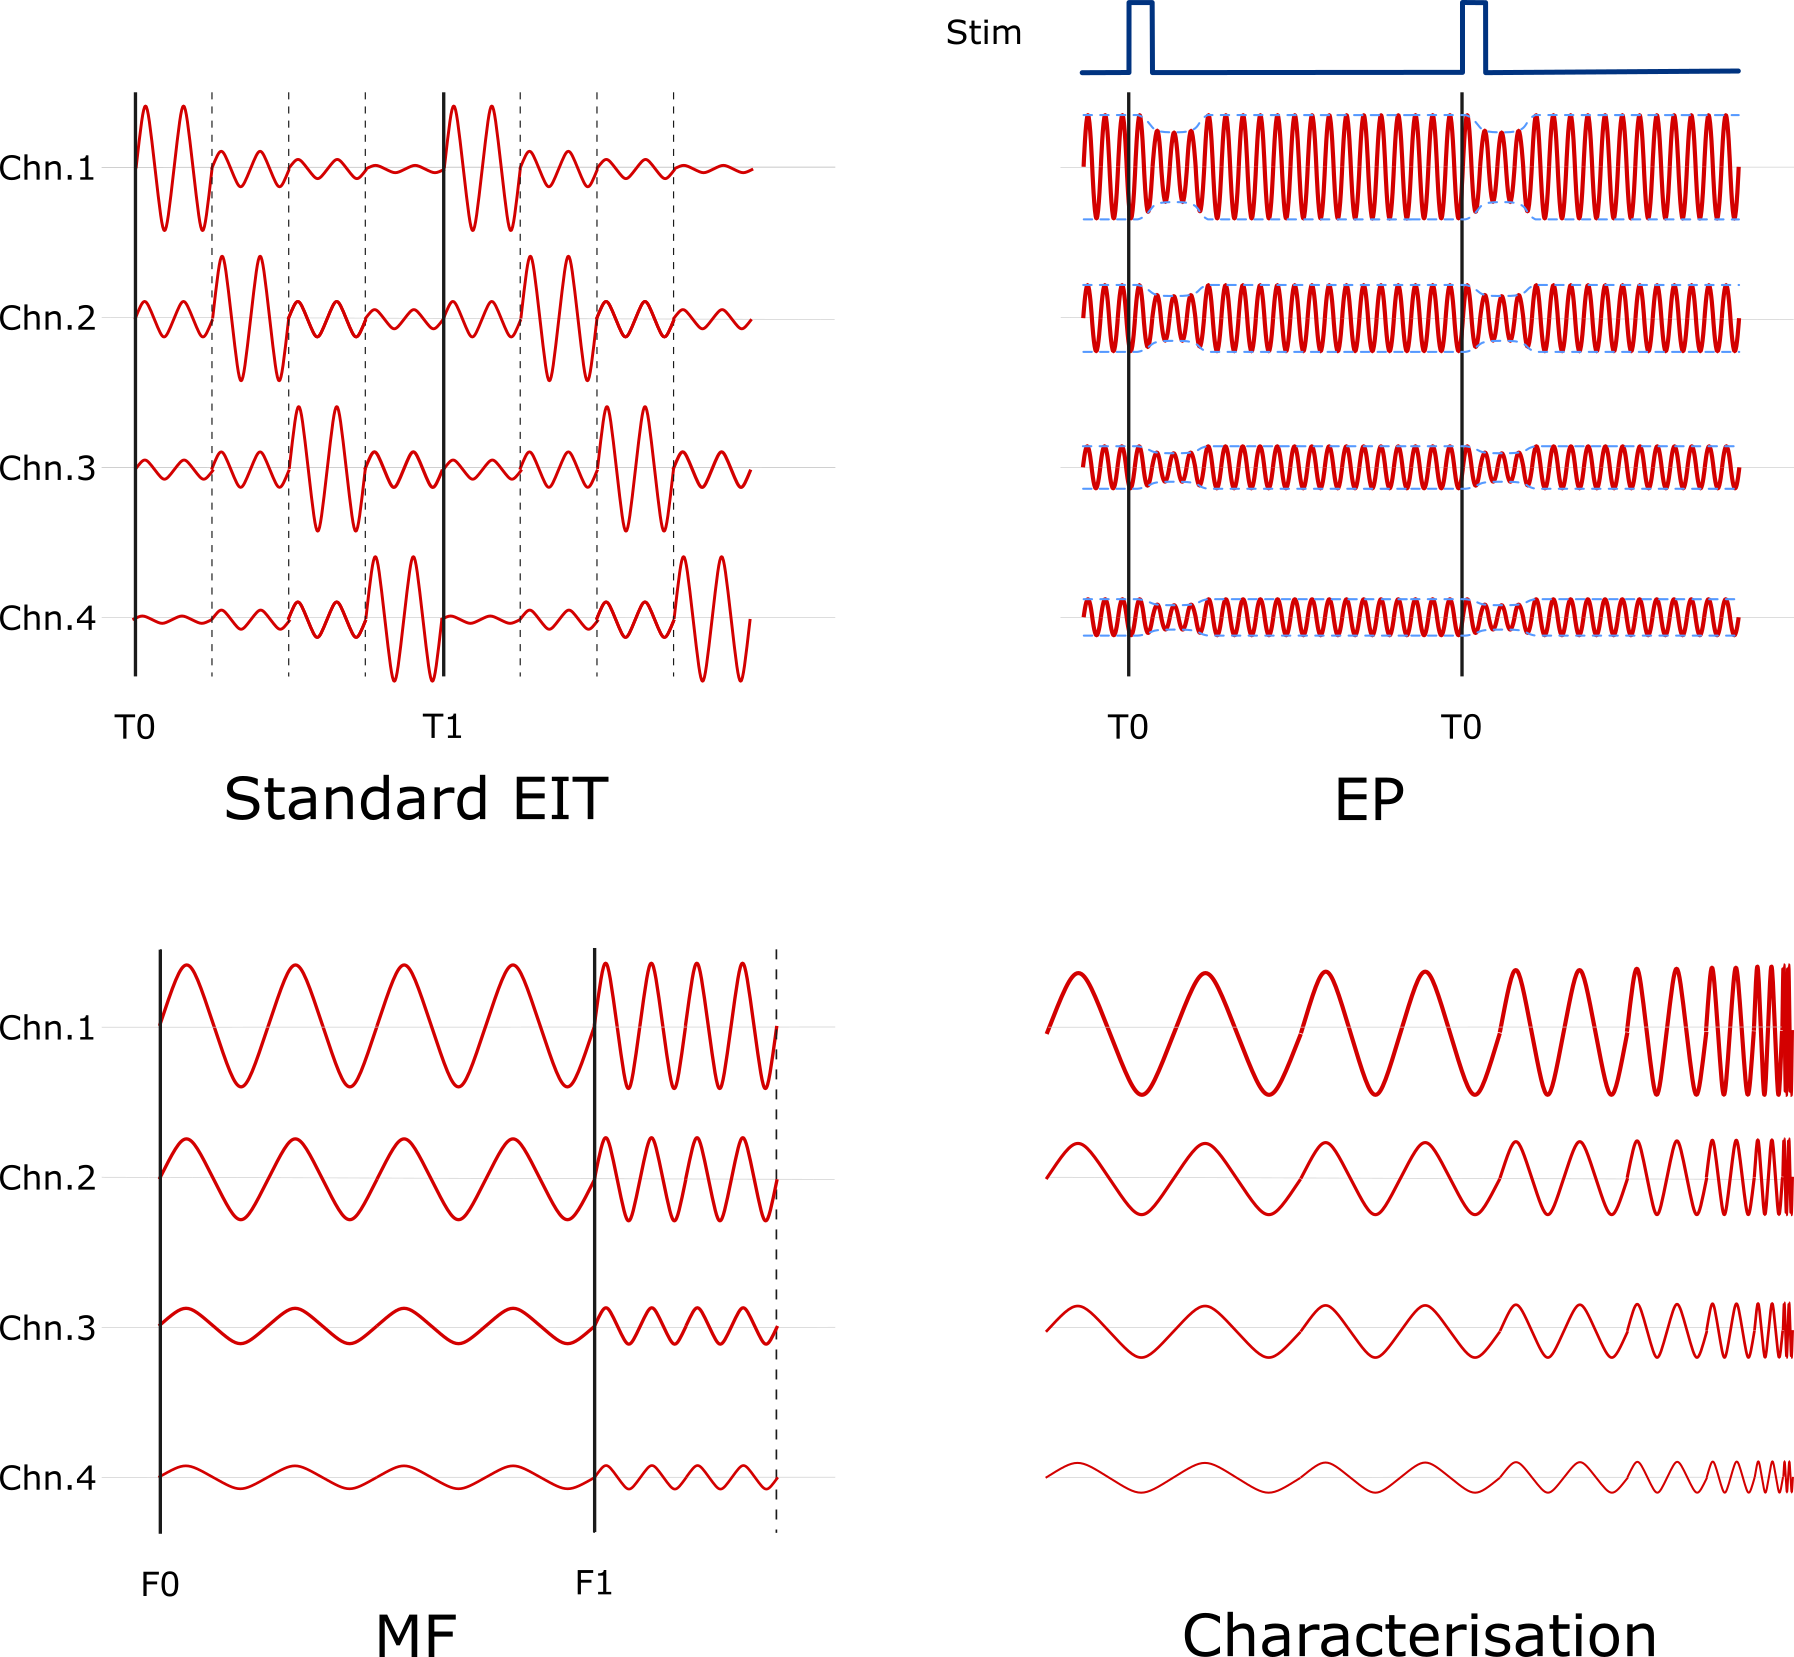 Stim
Chn.1
Chn.2
Chn.3
Chn.4
T0
T1
T0
T0
Standard EIT
EP
Chn.1
Chn.2
Chn.3
Chn.4
F0
F1
MF
Characterisation